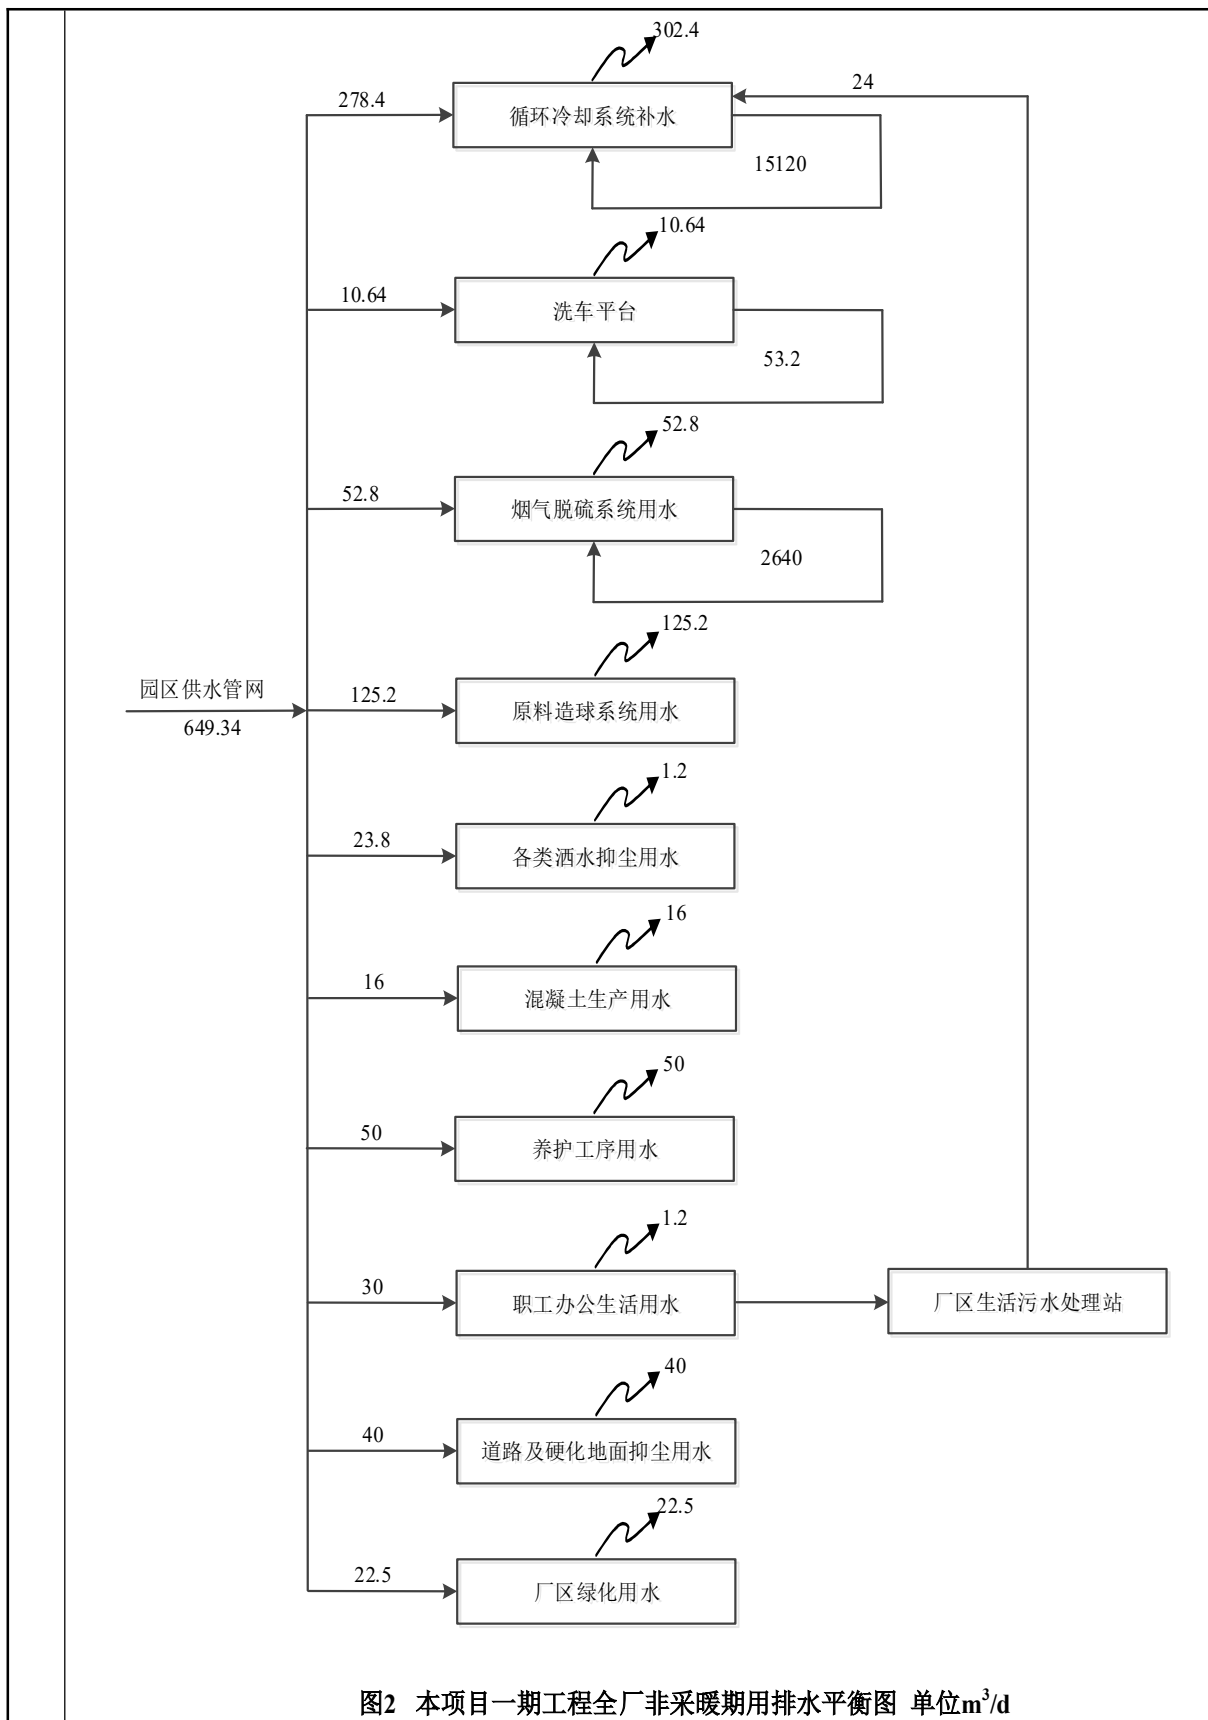 302.4
278.4
24
循环冷却系统补水
15120
10.64
10.64
洗车平台
53.2
52.8
52.8
烟气脱硫系统用水
2640
125.2
园区供水管网
125.2
原料造球系统用水
649.34
1.2
23.8
各类洒水抑尘用水
16
16
混凝土生产用水
50
50
养护工序用水
1.2
30
职工办公生活用水
厂区生活污水处理站
40
40
道路及硬化地面抑尘用水
22.5
22.5
厂区绿化用水
图2 本项目一期工程全厂非采暖期用排水平衡图 单位m³/d